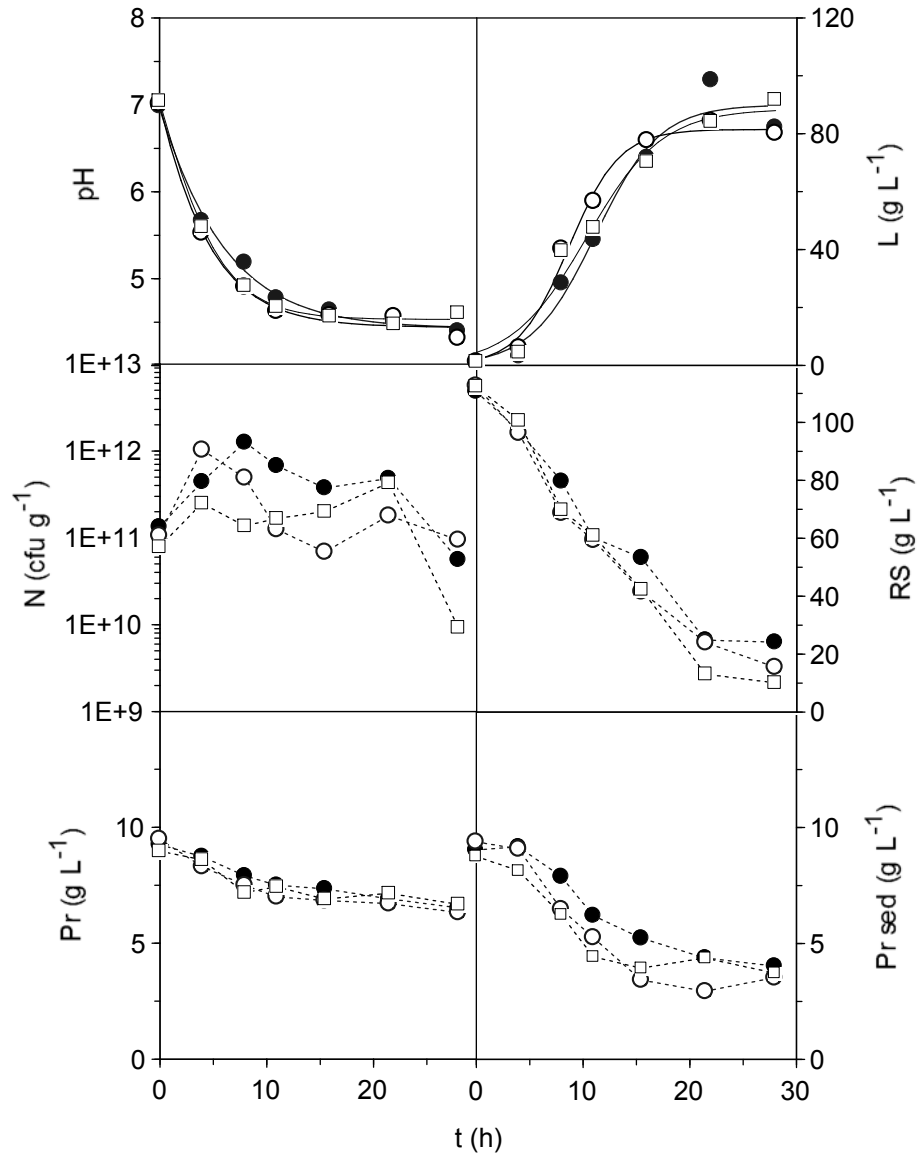 8
7
6
5
pH
120
80
40
0
L (g L⁻¹)
1E+13
1E+12
1E+11
1E+10
1E+9
N (cfu g⁻¹)
100
80
60
40
20
0
RS (g L⁻¹)
10
5
0
Pr (g L⁻¹)
10
5
0
Pr sed (g L⁻¹)
0 10 20 0 10 20 30
t (h)